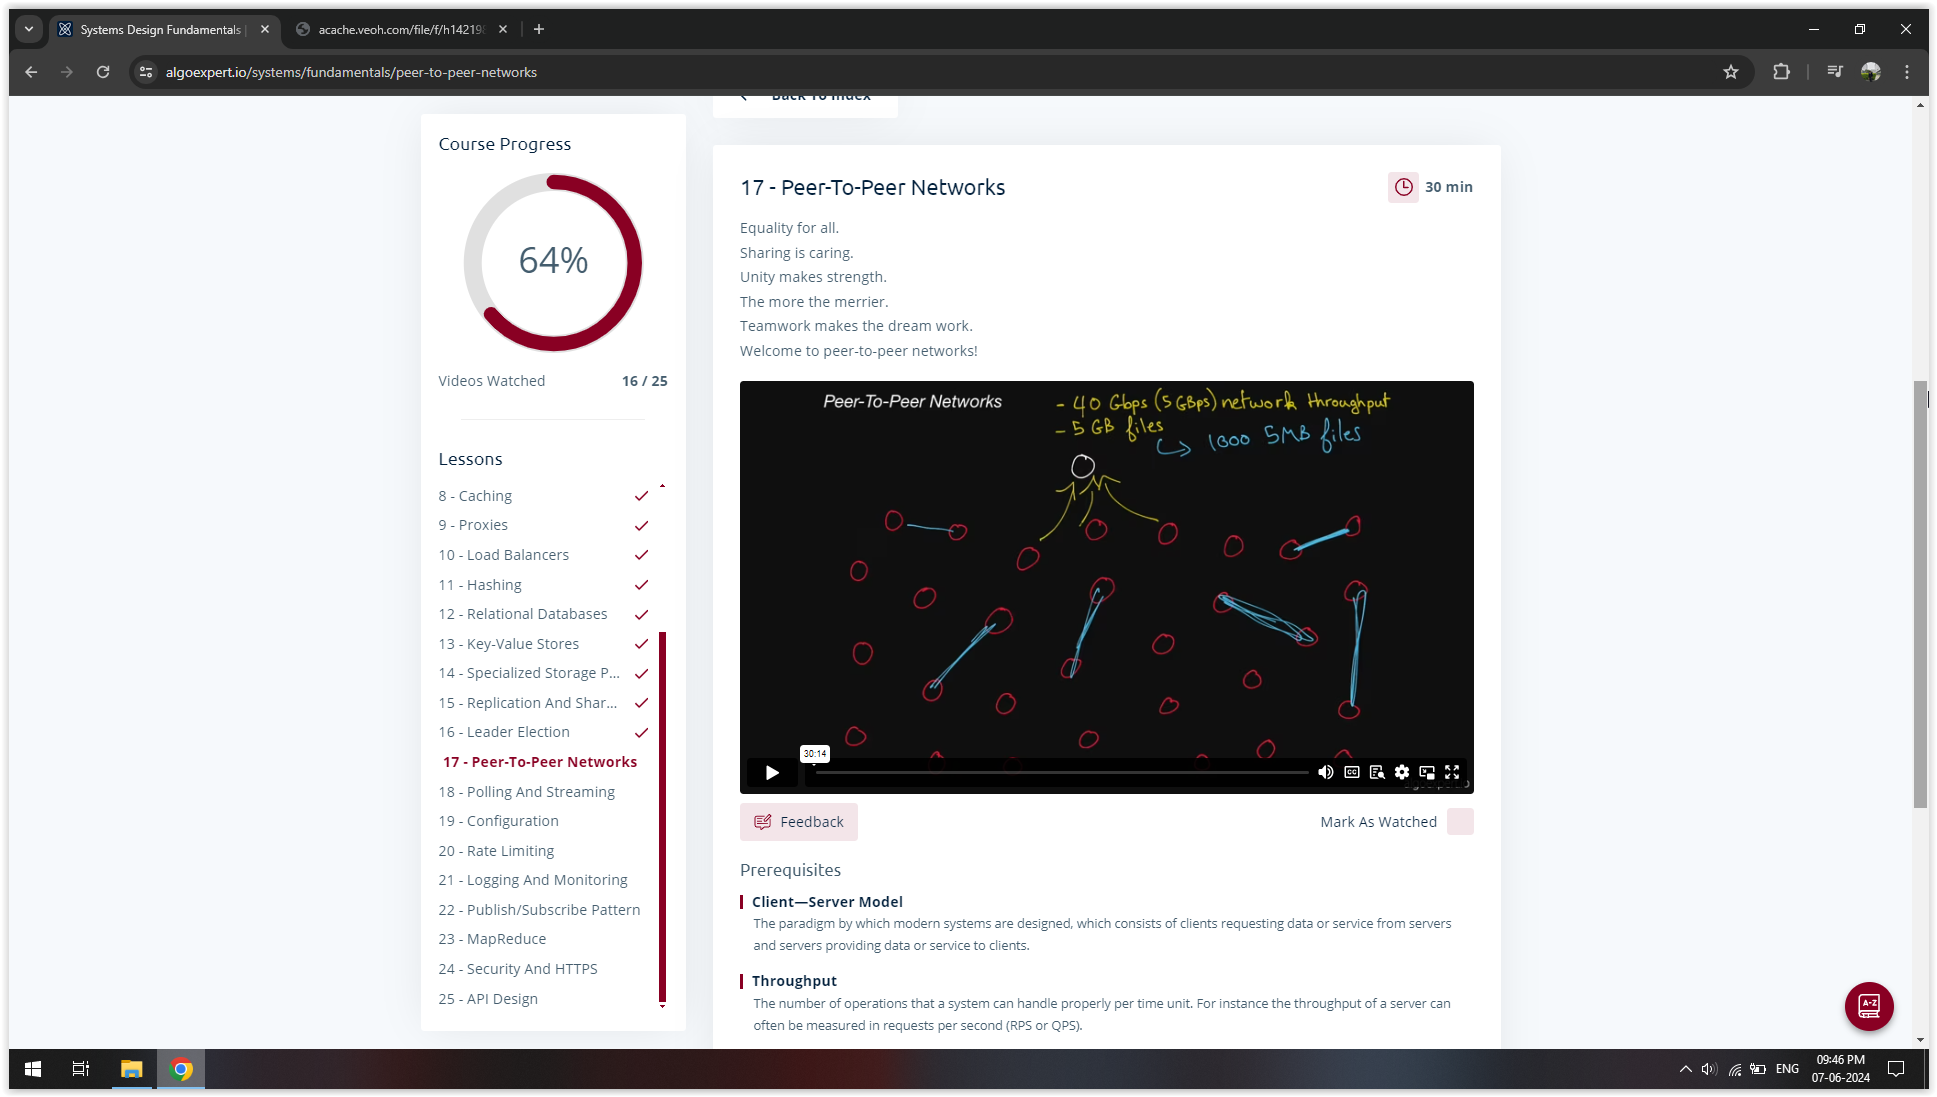 Systems Design Fundamentals |
acache.veoh.com/file/f/h14219
algoexpert.io/systems/fundamentals/peer-to-peer-networks
Back To Index
Course Progress
64%
Videos Watched 16 / 25
Lessons
8 - Caching
9 - Proxies
10 - Load Balancers
11 - Hashing
12 - Relational Databases
13 - Key-Value Stores
14 - Specialized Storage P...
15 - Replication And Shar...
16 - Leader Election
17 - Peer-To-Peer Networks
18 - Polling And Streaming
19 - Configuration
20 - Rate Limiting
21 - Logging And Monitoring
22 - Publish/Subscribe Pattern
23 - MapReduce
24 - Security And HTTPS
25 - API Design
17 - Peer-To-Peer Networks
30 min
Equality for all.
Sharing is caring.
Unity makes strength.
The more the merrier.
Teamwork makes the dream work.
Welcome to peer-to-peer networks!
Peer-To-Peer Networks
- 40 Gbps (5 GBps) network throughput
- 5 GB files
1000 5MB files
30:14
CC
Feedback
Mark As Watched
Prerequisites
Client—Server Model
The paradigm by which modern systems are designed, which consists of clients requesting data or service from servers
and servers providing data or service to clients.
Throughput
The number of operations that a system can handle properly per time unit. For instance the throughput of a server can
often be measured in requests per second (RPS or QPS).
A-Z
ENG
09:46 PM
07-06-2024